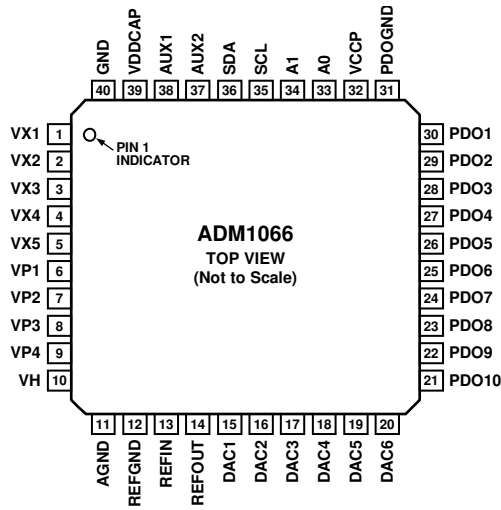 GND
VDDCAP
AUX1
AUX2
SDA
SCL
A1
A0
VCCP
PDOGND
40
39
38
37
36
35
34
33
32
31
VX1 1
VX2 2
VX3 3
VX4 4
VX5 5
VP1 6
VP2 7
VP3 8
VP4 9
VH 10
PIN 1
INDICATOR
ADM1066
TOP VIEW
(Not to Scale)
30 PDO1
29 PDO2
28 PDO3
27 PDO4
26 PDO5
25 PDO6
24 PDO7
23 PDO8
22 PDO9
21 PDO10
11
12
13
14
15
16
17
18
19
20
AGND
REFGND
REFIN
REFOUT
DAC1
DAC2
DAC3
DAC4
DAC5
DAC6